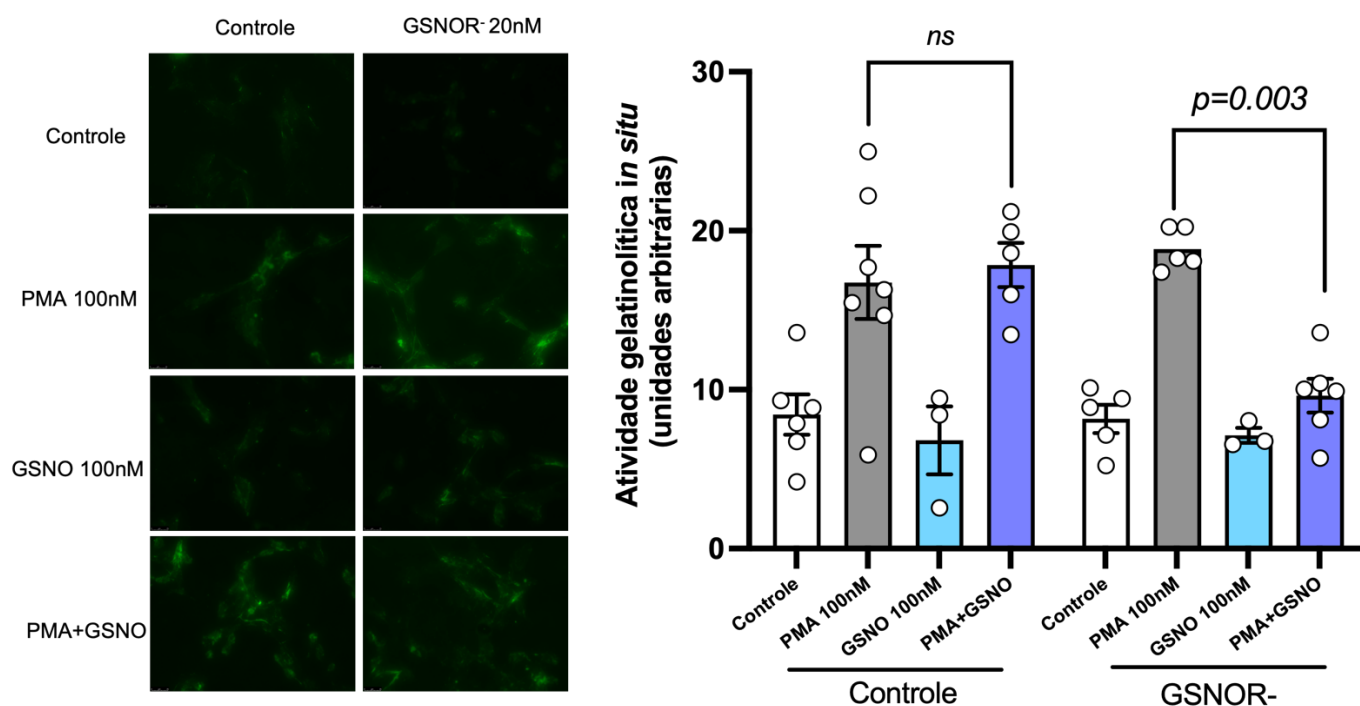 Controle
GSNOR- 20nM
Controle
PMA 100nM
GSNO 100nM
PMA+GSNO
Atividade gelatinolítica in situ
(unidades arbitrárias)
30
20
10
0
ns
p=0.003
Controle
PMA 100nM
GSNO 100nM
PMA+GSNO
Controle
PMA 100nM
GSNO 100nM
PMA+GSNO
Controle
GSNOR-